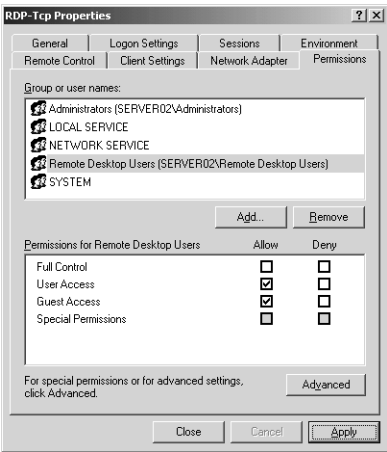 RDP-Tcp Properties
General Logon Settings Sessions Environment
Remote Control Client Settings Network Adapter Permissions
Group or user names:
Administrators (SERVER02\Administrators)
LOCAL SERVICE
NETWORK SERVICE
Remote Desktop Users (SERVER02\Remote Desktop Users)
SYSTEM
Add... Remove
Permissions for Remote Desktop Users Allow Deny
Full Control
User Access
Guest Access
Special Permissions
For special permissions or for advanced settings,
click Advanced.
Advanced
Close Cancel Apply